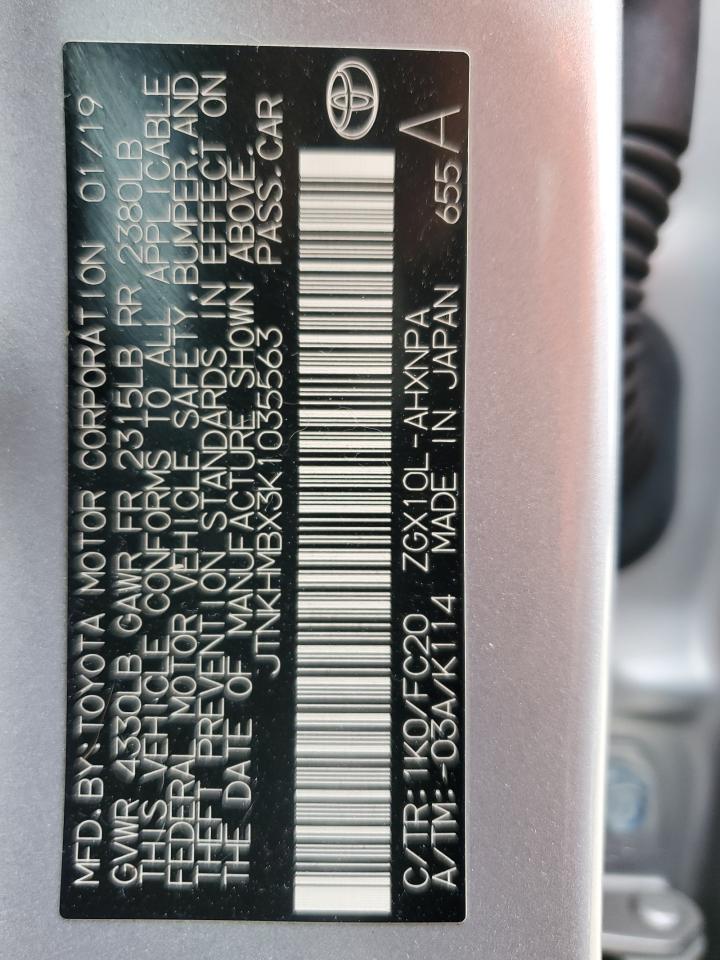 MFD. BY: TOYOTA MOTOR CORPORATION 01/19
GVWR 4330LB GAWR FR 2315LB RR 2380LB
THIS VEHICLE CONFORMS TO ALL APPLICABLE
FEDERAL MOTOR VEHICLE SAFETY BUMPER, AND
THEFT PREVENTION STANDARDS IN EFFECT ON
THE DATE OF MANUFACTURE SHOWN ABOVE.
JTNKHMBX3K1035563 PASS.CAR
C/TR: 1K0/FC20 ZGX10L-AHXNPA
A/TM:-03A/K114 MADE IN JAPAN 655 A